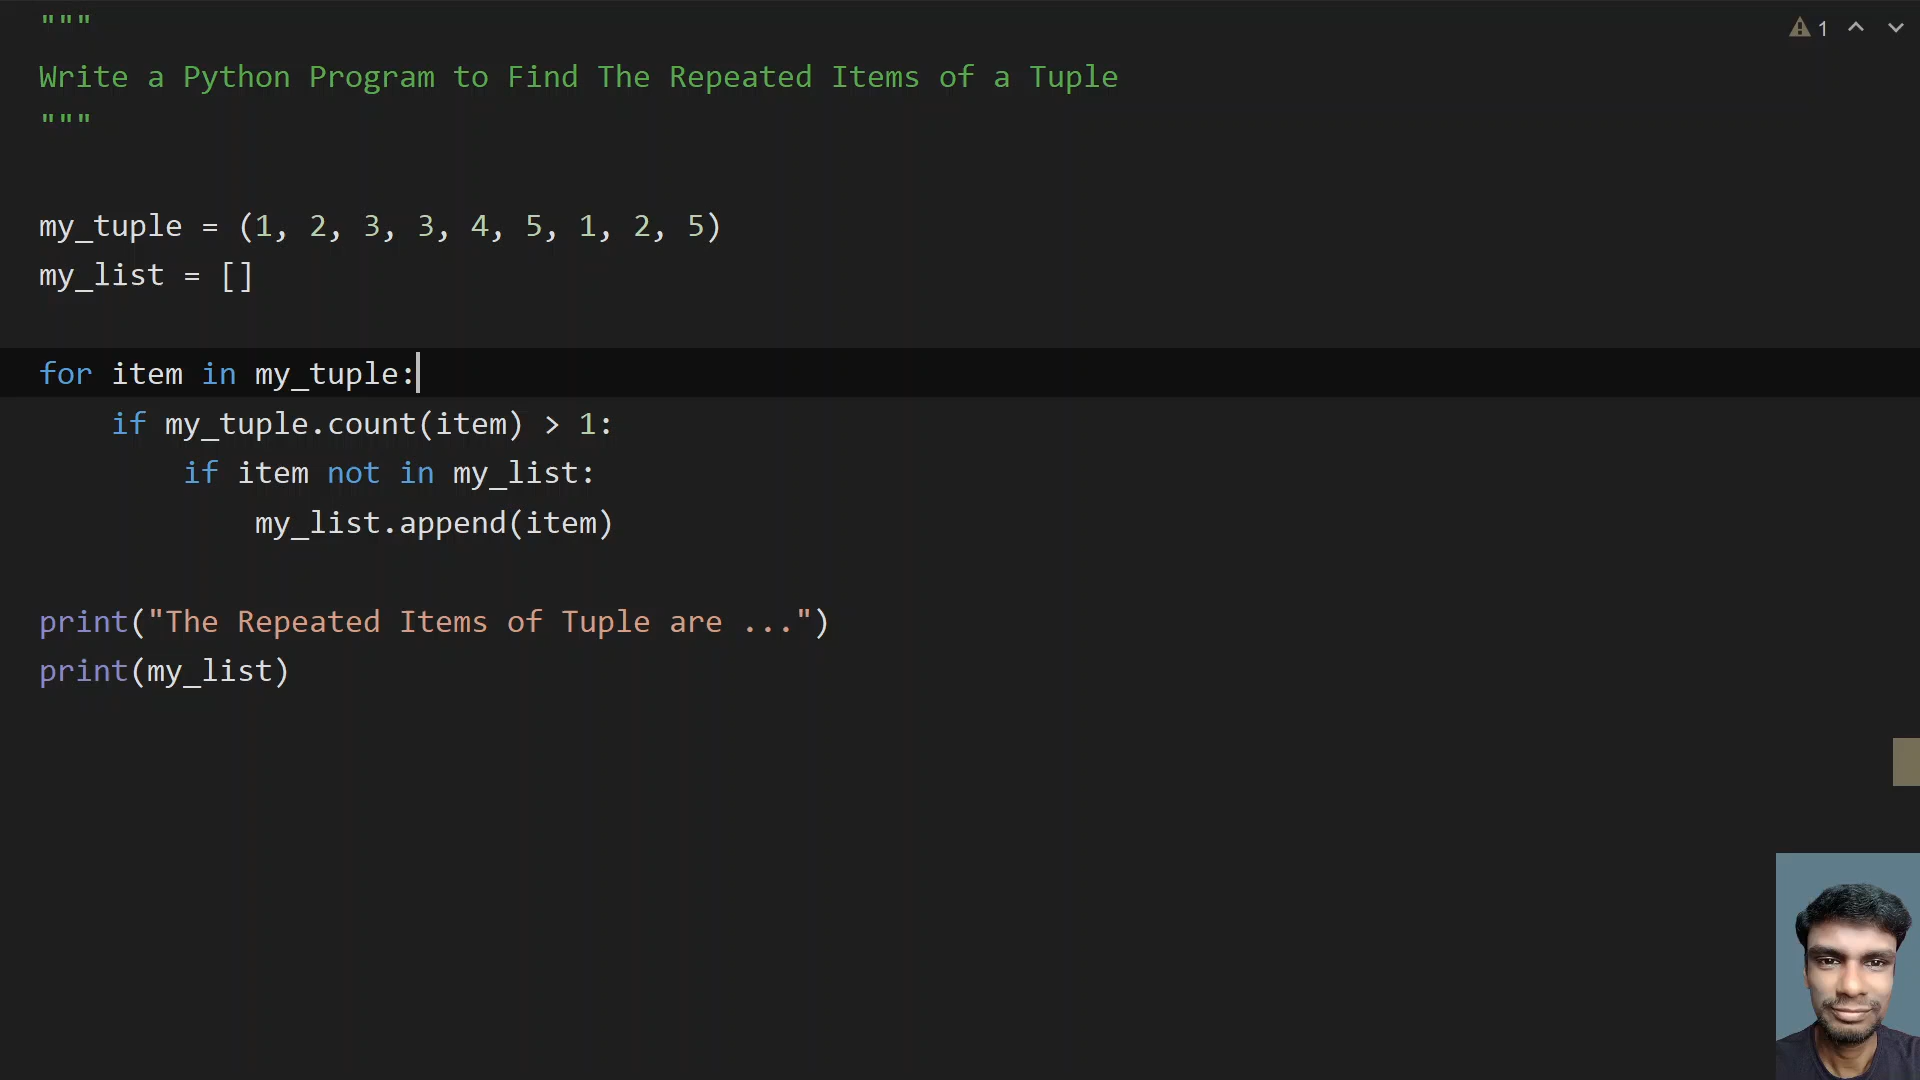 """
1
Write a Python Program to Find The Repeated Items of a Tuple
"""
my_tuple = (1, 2, 3, 3, 4, 5, 1, 2, 5)
my_list = []
for item in my_tuple:
    if my_tuple.count(item) > 1:
        if item not in my_list:
            my_list.append(item)
print("The Repeated Items of Tuple are ...")
print(my_list)